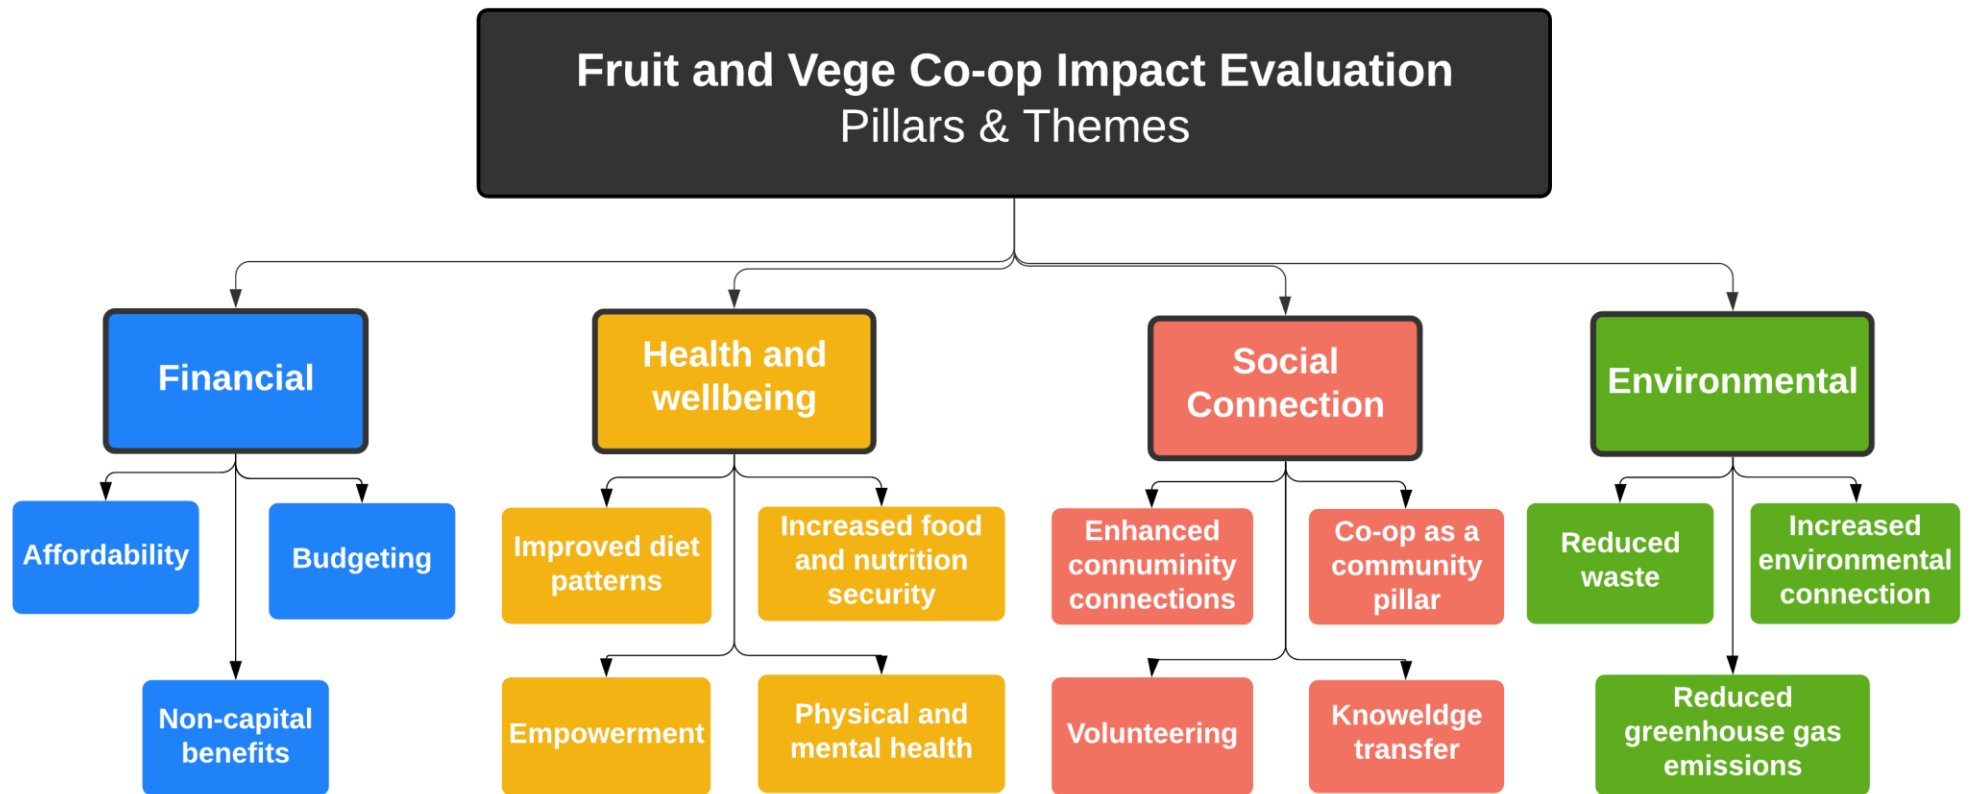 Fruit and Vege Co-op Impact Evaluation
Pillars & Themes
Financial
Health and
wellbeing
Social
Connection
Environmental
Affordability
Budgeting
Non-capital
benefits
Improved diet
patterns
Increased food
and nutrition
security
Empowerment
Physical and
mental health
Enhanced
connuminity
connections
Co-op as a
community
pillar
Volunteering
Knoweldge
transfer
Reduced
waste
Increased
environmental
connection
Reduced
greenhouse gas
emissions